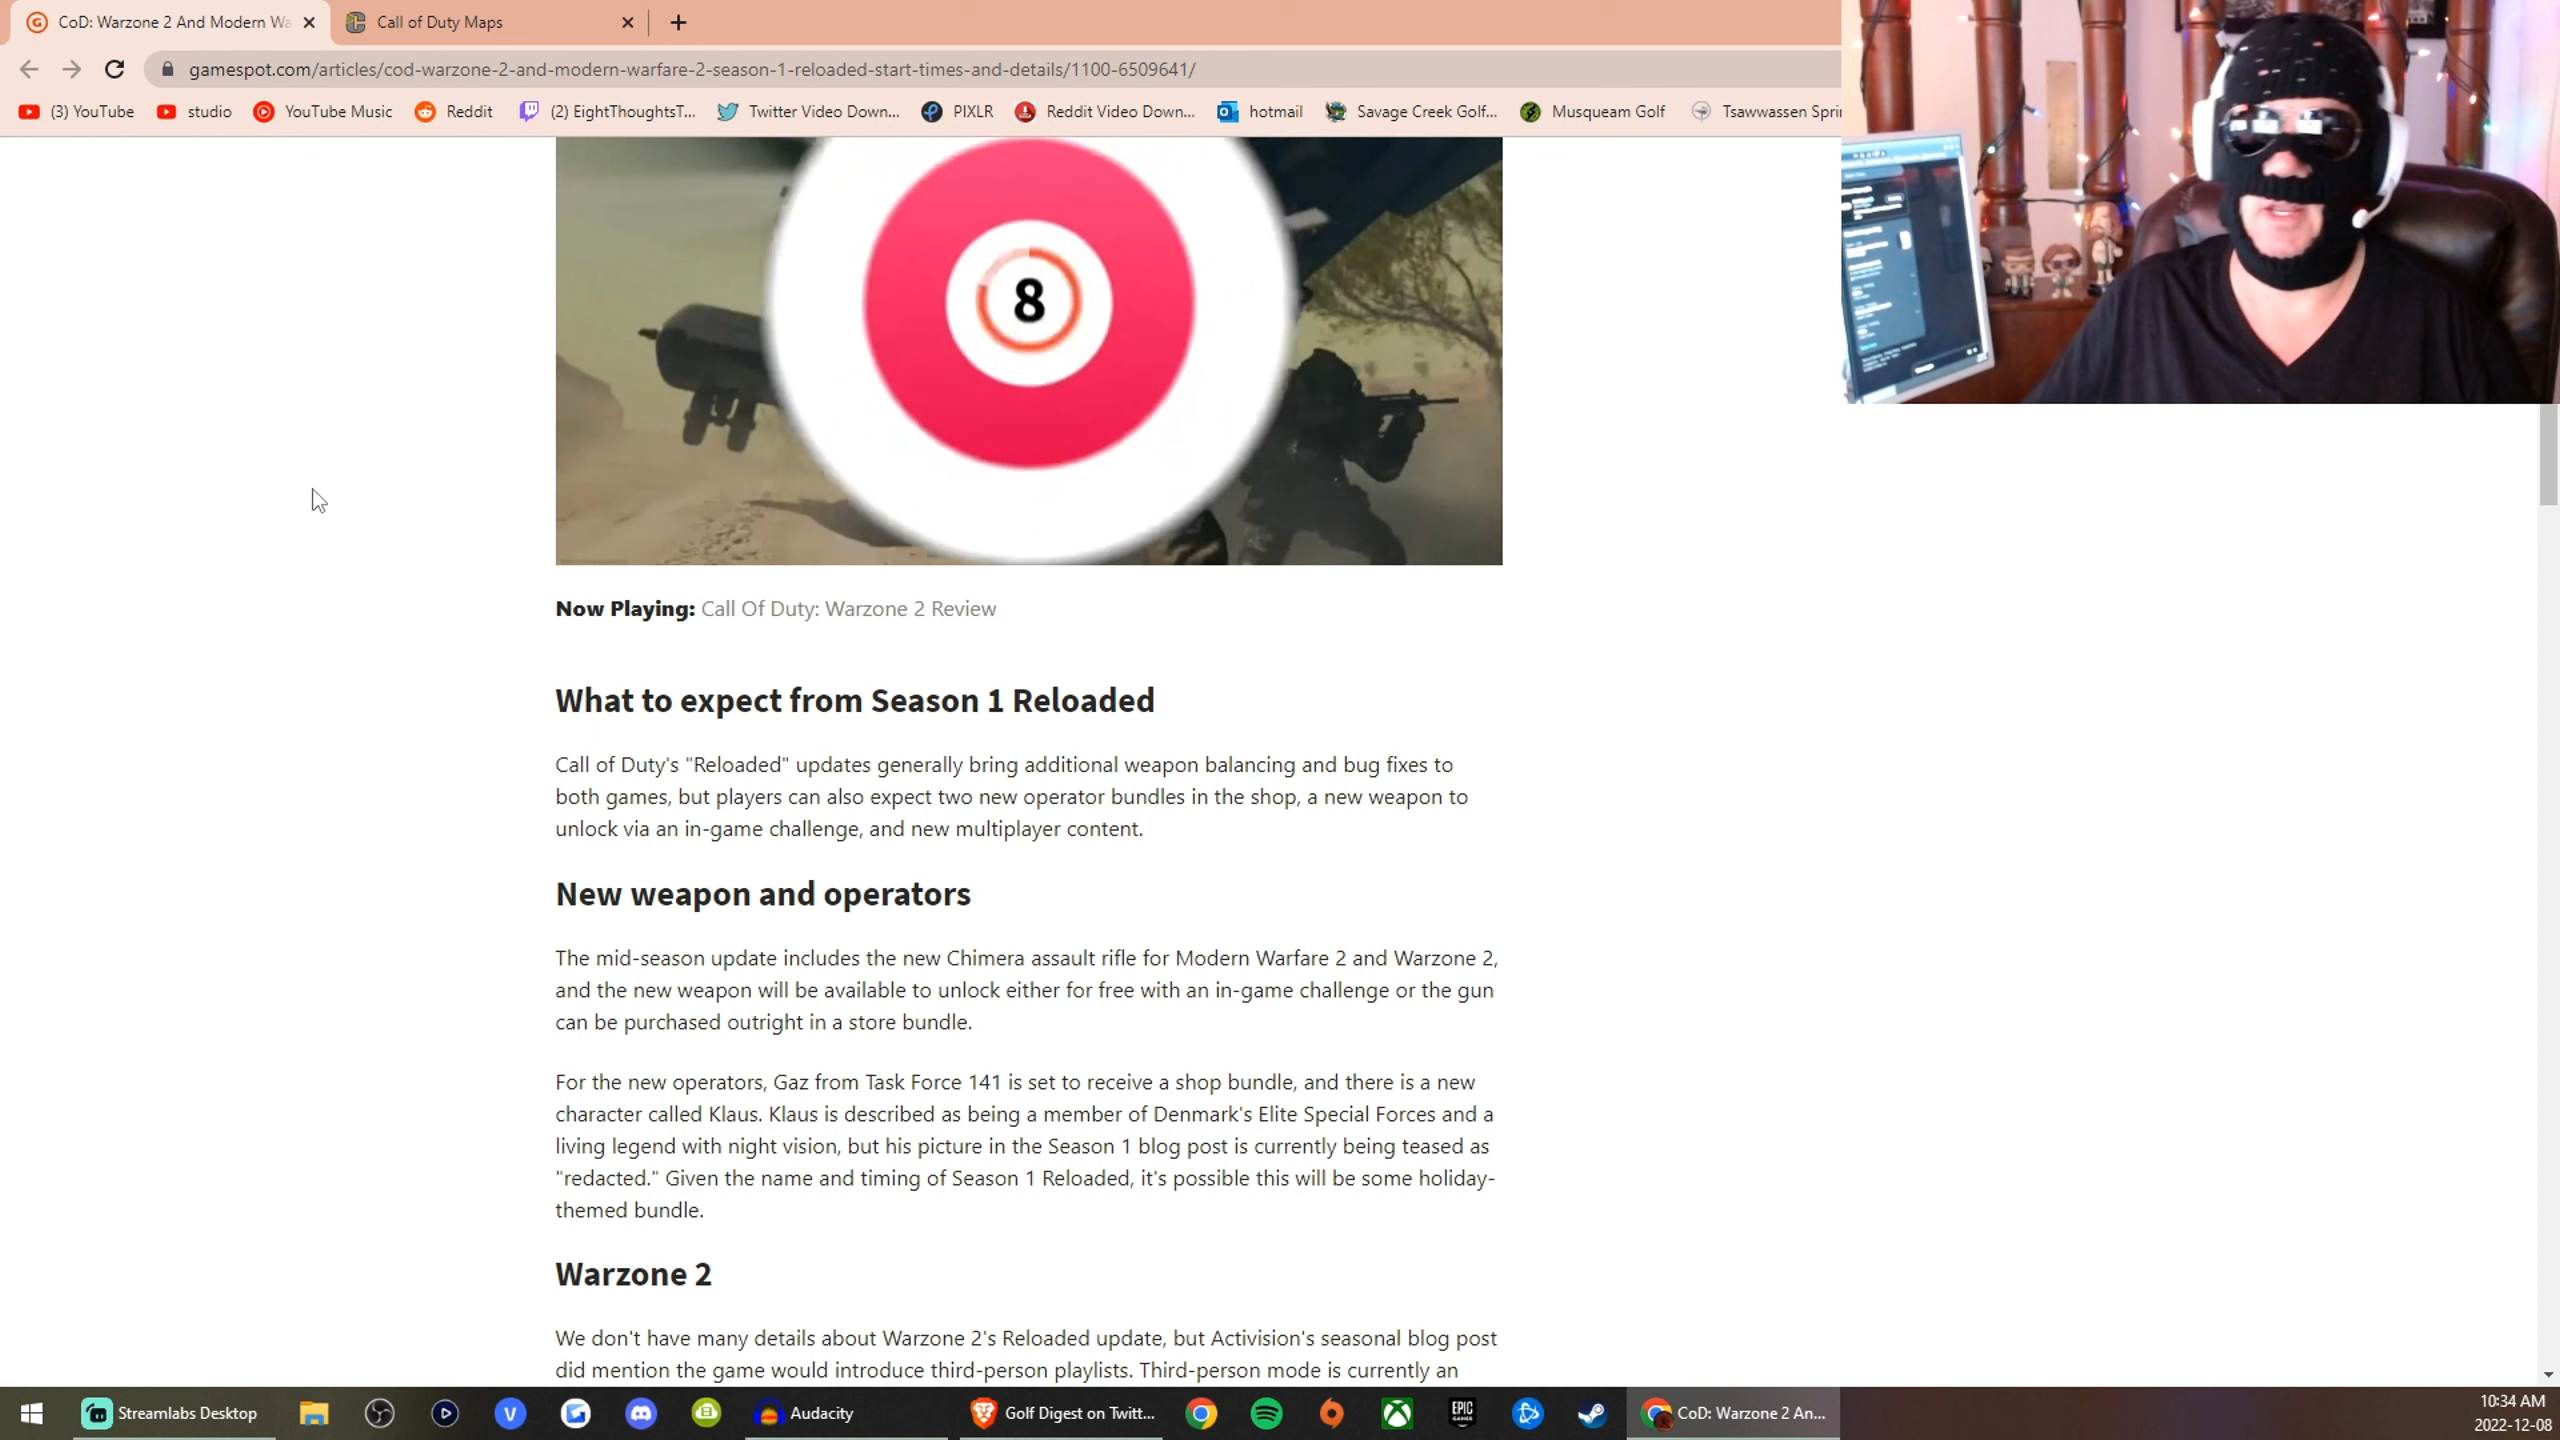 CoD: Warzone 2 And Modern Wa
Call of Duty Maps
gamespot.com/articles/cod-warzone-2-and-modern-warfare-2-season-1-reloaded-start-times-and-details/1100-6509641/
(3) YouTube studio YouTube Music Reddit (2) EightThoughtsT... Twitter Video Down... PIXLR Reddit Video Down... hotmail Savage Creek Golf... Musqueam Golf Tsawwassen Spri
8
Now Playing: Call Of Duty: Warzone 2 Review
What to expect from Season 1 Reloaded
Call of Duty's "Reloaded" updates generally bring additional weapon balancing and bug fixes to
both games, but players can also expect two new operator bundles in the shop, a new weapon to
unlock via an in-game challenge, and new multiplayer content.
New weapon and operators
The mid-season update includes the new Chimera assault rifle for Modern Warfare 2 and Warzone 2,
and the new weapon will be available to unlock either for free with an in-game challenge or the gun
can be purchased outright in a store bundle.
For the new operators, Gaz from Task Force 141 is set to receive a shop bundle, and there is a new
character called Klaus. Klaus is described as being a member of Denmark's Elite Special Forces and a
living legend with night vision, but his picture in the Season 1 blog post is currently being teased as
"redacted." Given the name and timing of Season 1 Reloaded, it's possible this will be some holiday-
themed bundle.
Warzone 2
We don't have many details about Warzone 2's Reloaded update, but Activision's seasonal blog post
did mention the game would introduce third-person playlists. Third-person mode is currently an
Streamlabs Desktop V Audacity Golf Digest on Twitt... EPIC GAMES CoD: Warzone 2 An...
10:34 AM
2022-12-08